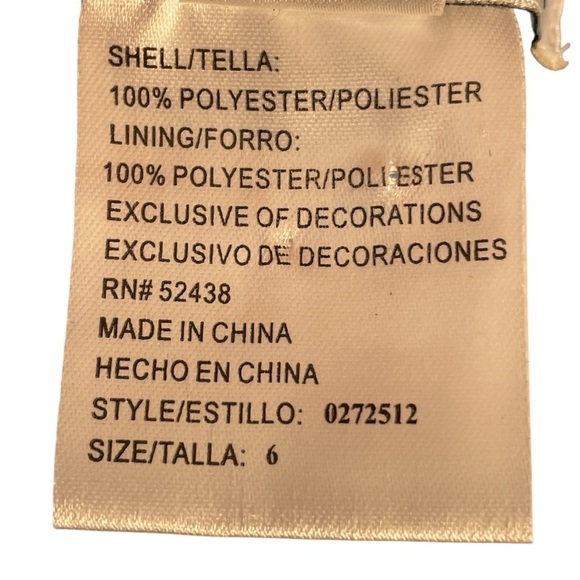 SHELL/TELLA:
100% POLYESTER/POLIESTER
LINING/FORRO:
100% POLYESTER/POLIESTER
EXCLUSIVE OF DECORATIONS
EXCLUSIVO DE DECORACIONES
RN# 52438
MADE IN CHINA
HECHO EN CHINA
STYLE/ESTILLO: 0272512
SIZE/TALLA: 6